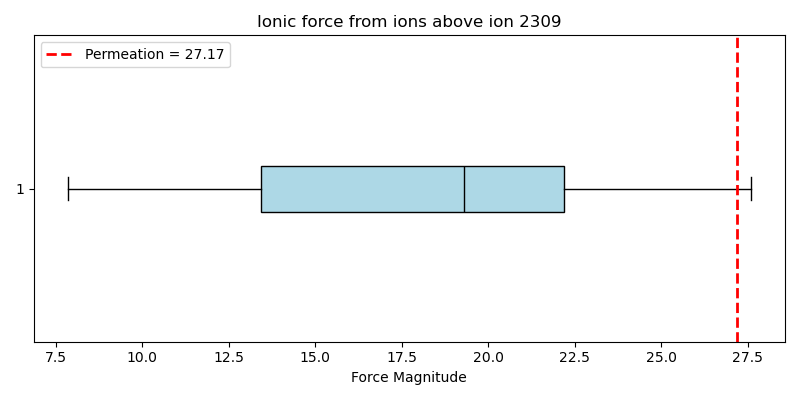 Ionic force from ions above ion 2309
Permeation = 27.17
1
7.5 10.0 12.5 15.0 17.5 20.0 22.5 25.0 27.5
Force Magnitude